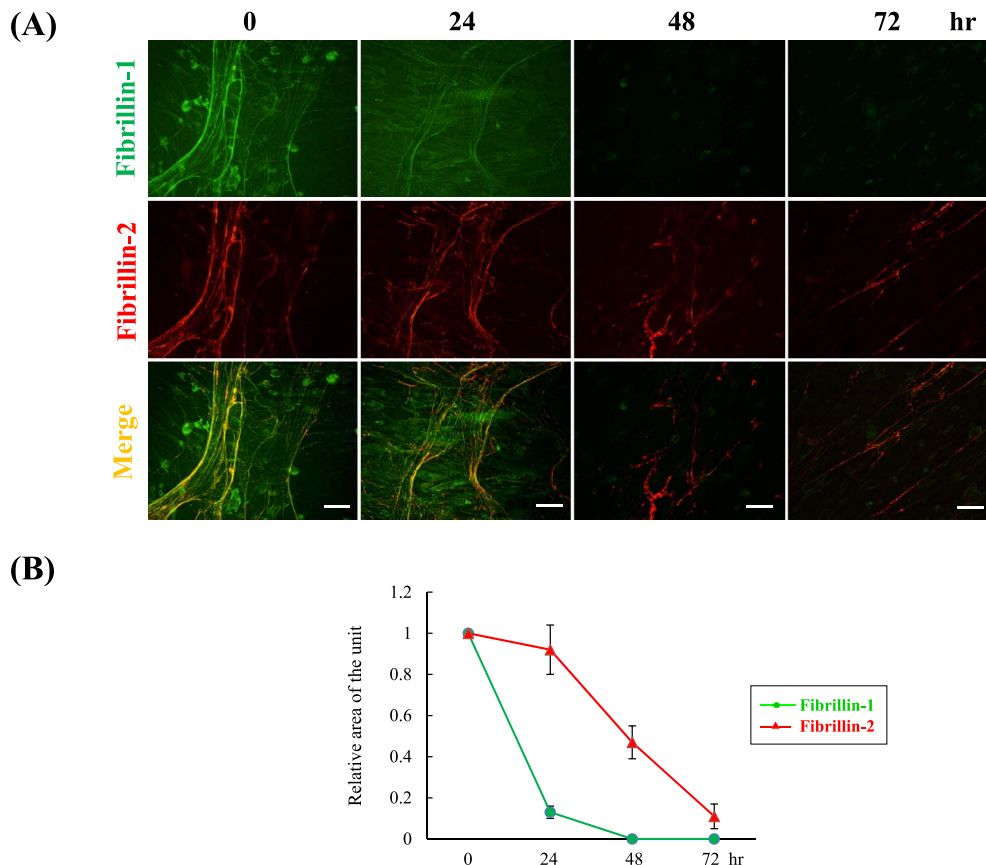 (A)
0 24 48 72 hr
Fibrillin-1
Fibrillin-2
Merge
(B)
Relative area of the unit
1.2
1
0.8
0.6
0.4
0.2
0
0 24 48 72 hr
Fibrillin-1
Fibrillin-2